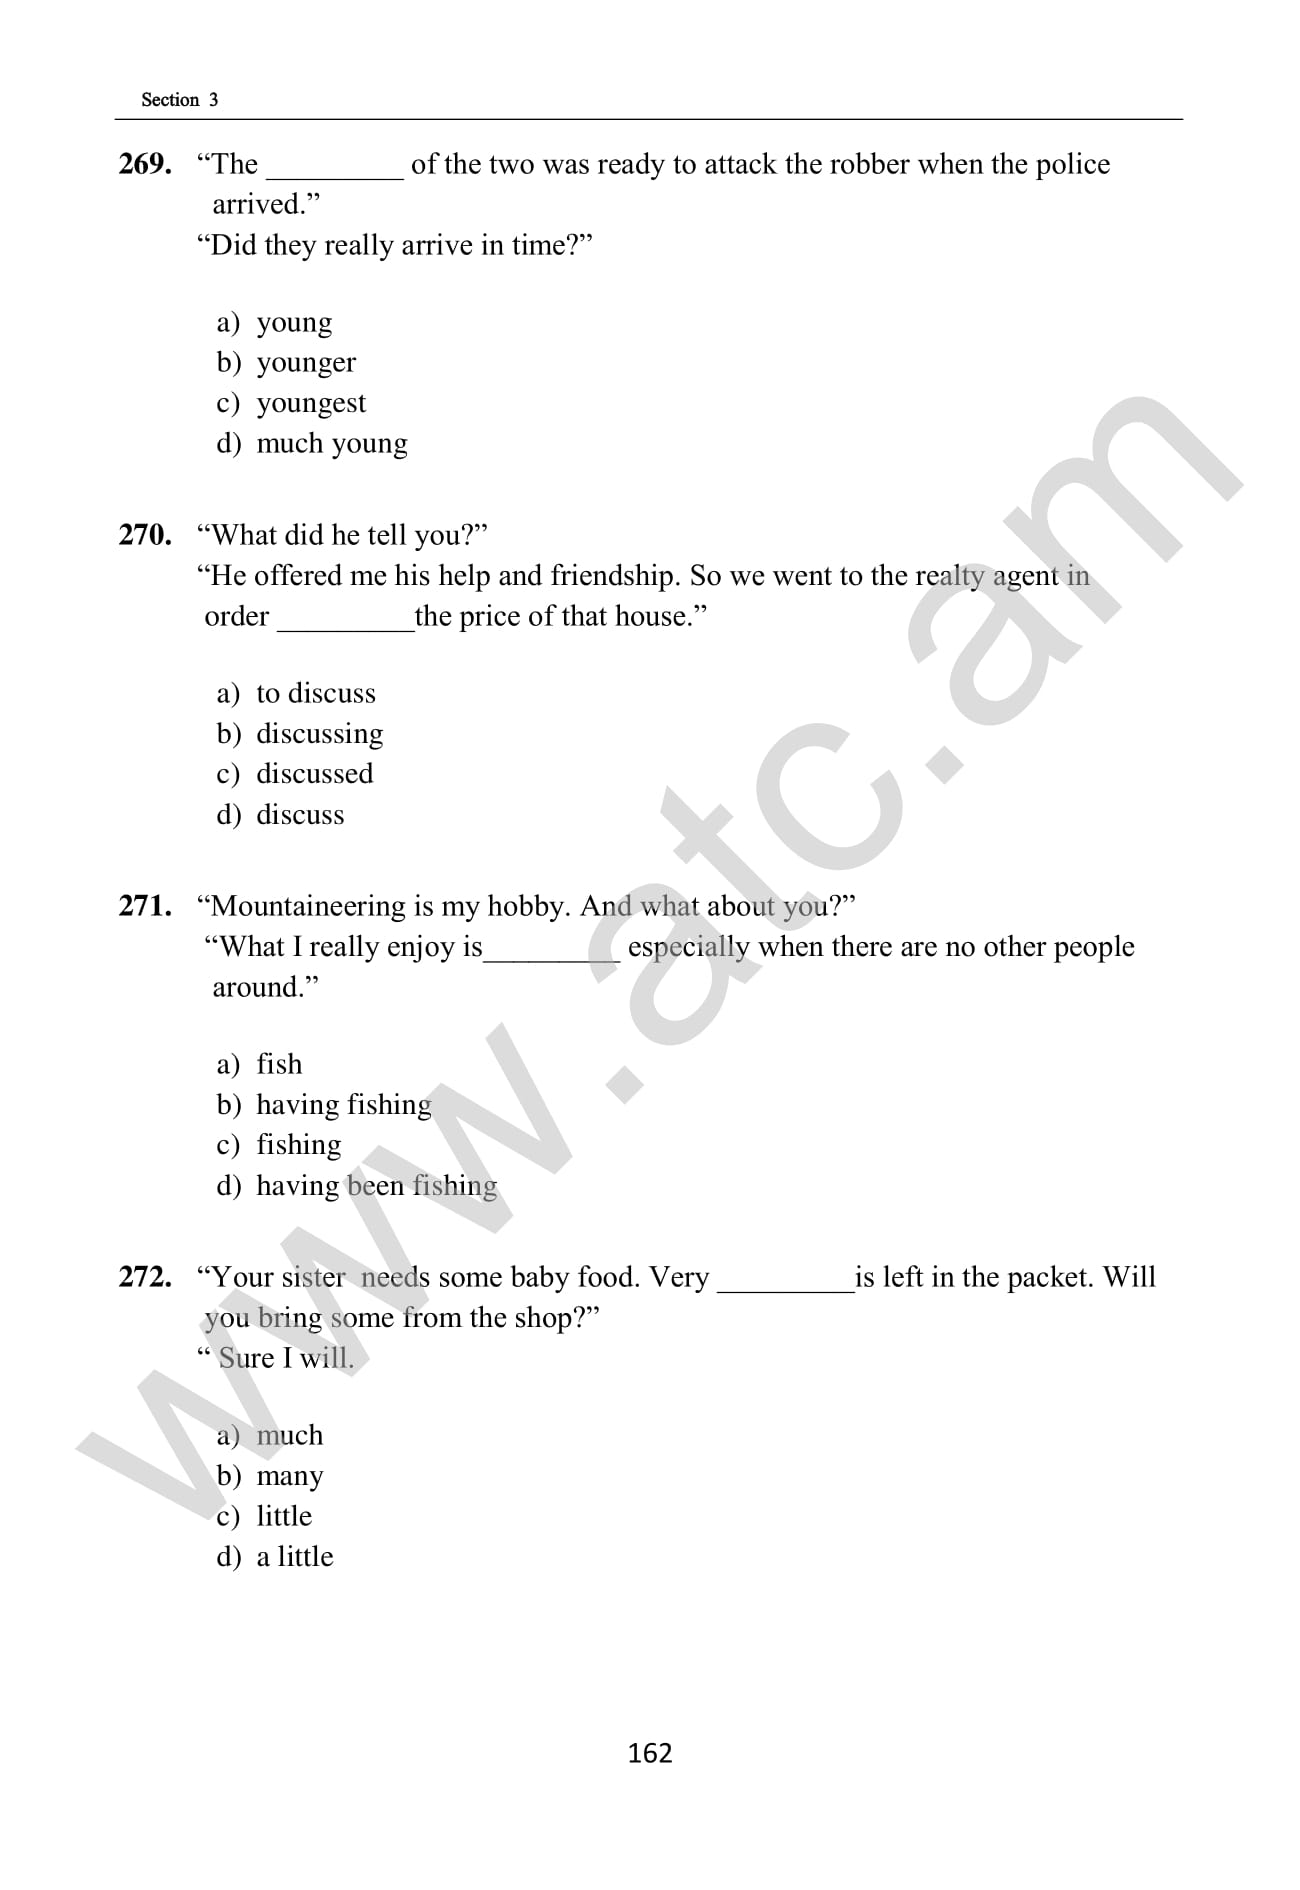 Section 3
269. “The _________ of the two was ready to attack the robber when the police
arrived.”
“Did they really arrive in time?”
a) young
b) younger
c) youngest
d) much young
270. “What did he tell you?”
“He offered me his help and friendship. So we went to the realty agent in
order _________the price of that house.”
a) to discuss
b) discussing
c) discussed
d) discuss
271. “Mountaineering is my hobby. And what about you?”
“What I really enjoy is_________ especially when there are no other people
around.”
a) fish
b) having fishing
c) fishing
d) having been fishing
272. “Your sister needs some baby food. Very _________is left in the packet. Will
you bring some from the shop?”
“ Sure I will.
a) much
b) many
c) little
d) a little
162
www.atc.am